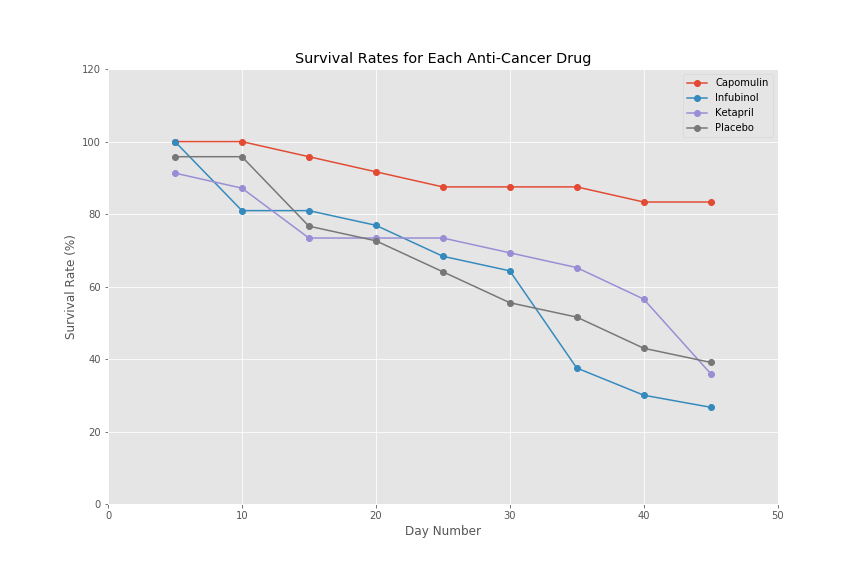 Survival Rates for Each Anti-Cancer Drug
120
100
80
60
40
20
0
Survival Rate (%)
Capomulin
Infubinol
Ketapril
Placebo
0 10 20 30 40 50
Day Number